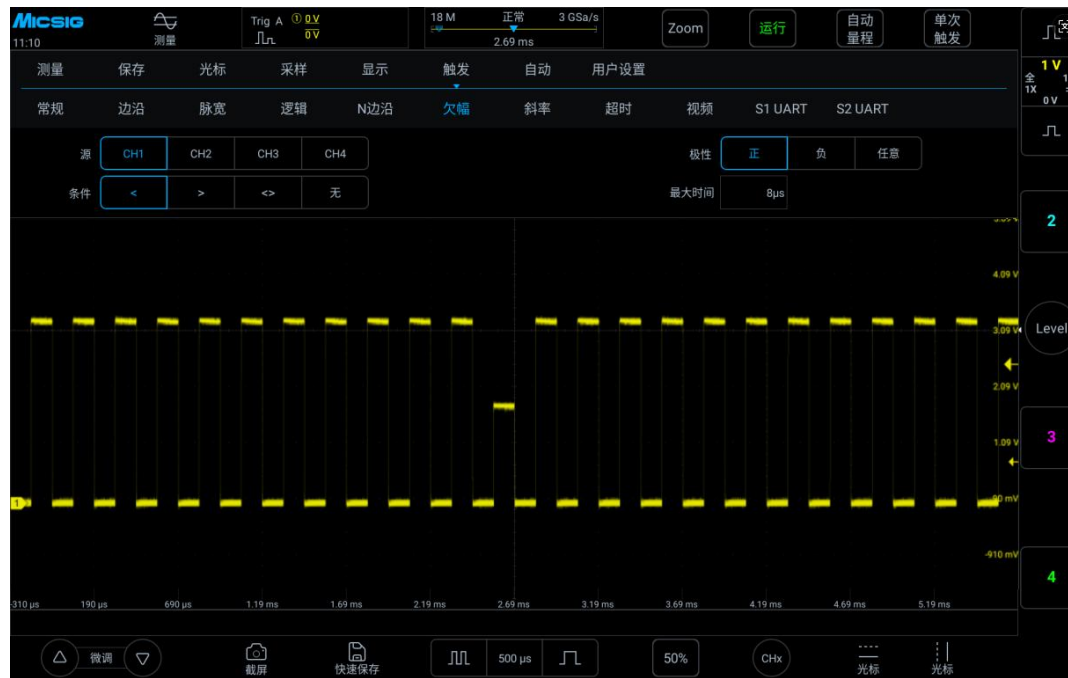 Micsig
11:10
测量
Trig A ① 0 V
0 V
18 M 正常 3 GSa/s
2.69 ms
Zoom
运行
自动
量程
单次
触发
测量 保存 光标 采样 显示 触发 自动 用户设置
常规 边沿 脉宽 逻辑 N边沿 欠幅 斜率 超时 视频 S1 UART S2 UART
源 CH1 CH2 CH3 CH4 极性 正 负 任意
条件 < > <> 无 最大时间 8μs
1 V
全
1X
0 V
2
4.09 V
Level
3.09 V
2.09 V
3
1.09 V
1
-910 mV
4
-310 μs 190 μs 690 μs 1.19 ms 1.69 ms 2.19 ms 2.69 ms 3.19 ms 3.69 ms 4.19 ms 4.69 ms 5.19 ms
微调
截屏
快速保存
500 μs
50%
CHx
光标
光标